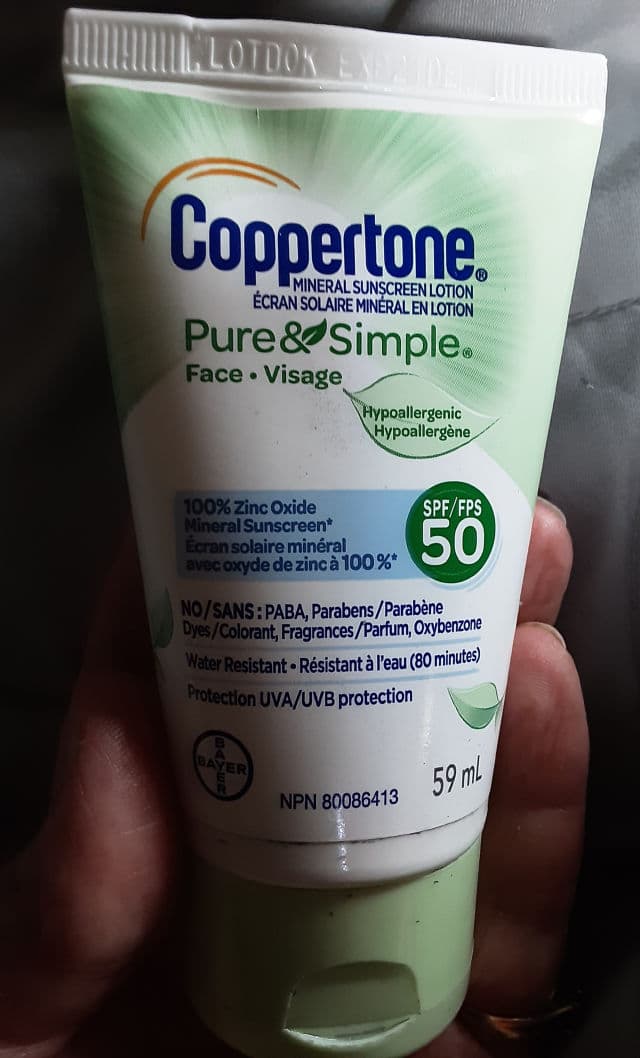 Coppertone®
MINERAL SUNSCREEN LOTION
ÉCRAN SOLAIRE MINÉRAL EN LOTION
Pure & Simple®
Face • Visage
Hypoallergenic
Hypoallergène
100% Zinc Oxide
Mineral Sunscreen*
Écran solaire minéral
avec oxyde de zinc à 100 %*
SPF/FPS
50
NO/SANS : PABA, Parabens/Parabène
Dyes/Colorant, Fragrances/Parfum, Oxybenzone
Water Resistant • Résistant à l'eau (80 minutes)
Protection UVA/UVB protection
BAYER
BAYER
59 mL
NPN 80086413